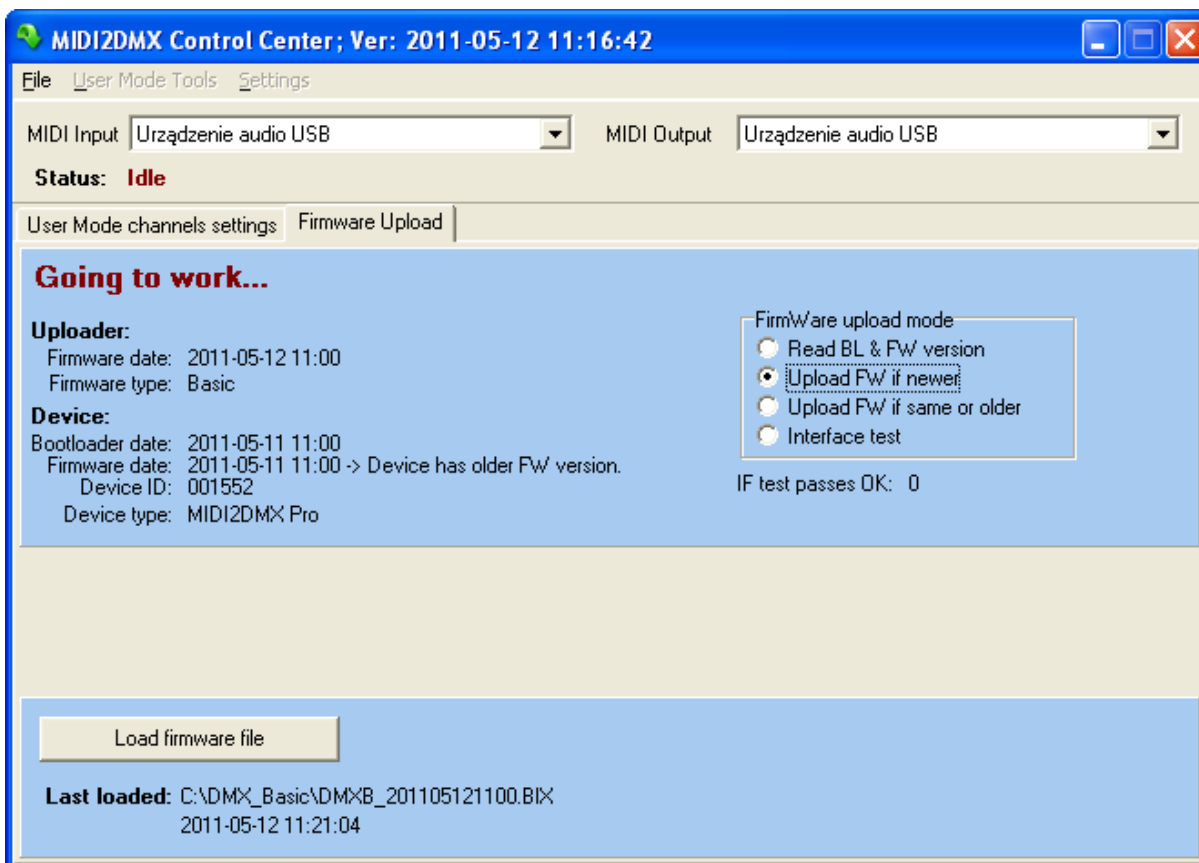 MIDI2DMX Control Center; Ver: 2011-05-12 11:16:42
File User Mode Tools Settings
MIDI Input Urządzenie audio USB MIDI Output Urządzenie audio USB
Status: Idle
User Mode channels settings Firmware Upload
Going to work...
Uploader:
Firmware date: 2011-05-12 11:00
Firmware type: Basic
Device:
Bootloader date: 2011-05-11 11:00
Firmware date: 2011-05-11 11:00 -> Device has older FW version.
Device ID: 001552
Device type: MIDI2DMX Pro
FirmWare upload mode
Read BL & FW version
Upload FW if newer
Upload FW if same or older
Interface test
IF test passes OK: 0
Load firmware file
Last loaded: C:\DMX_Basic\DMXB_201105121100.BIX
2011-05-12 11:21:04